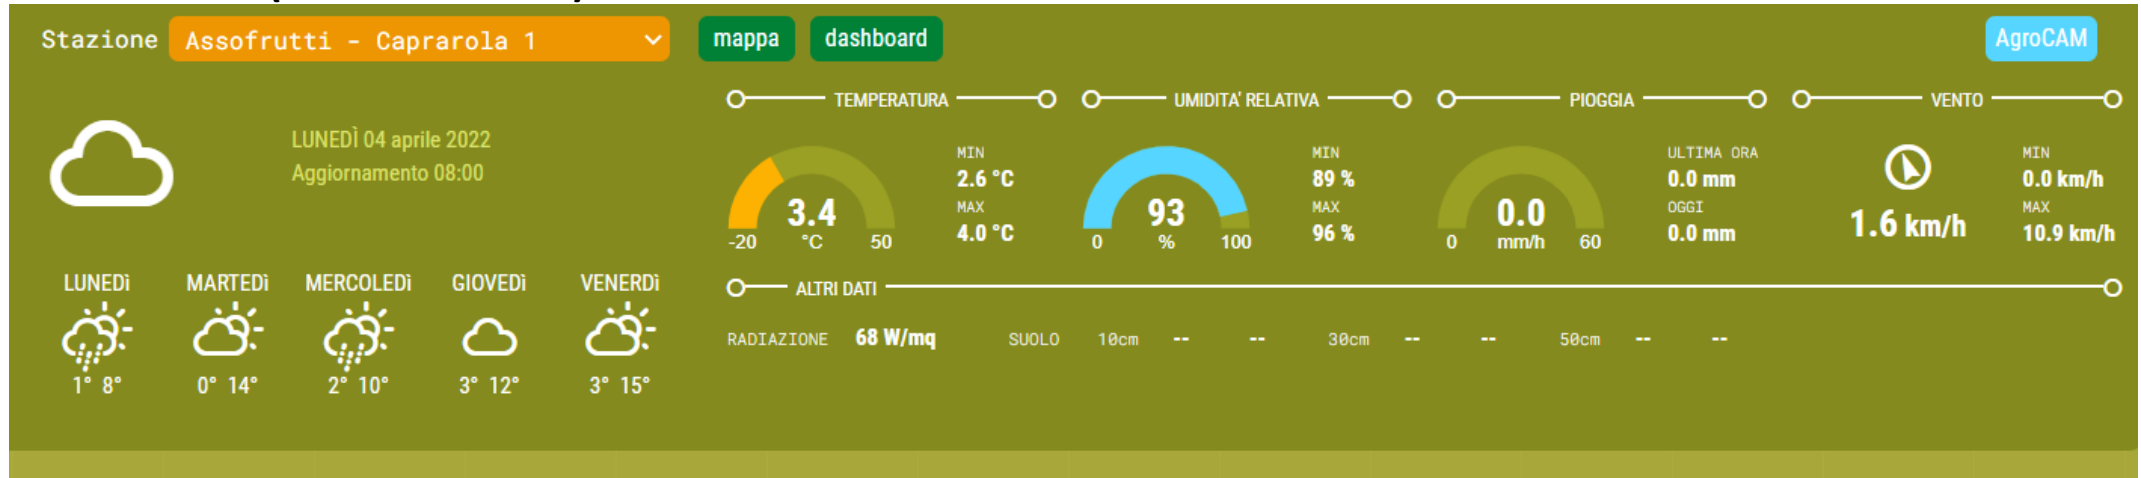 Stazione Assofrutti - Caprarola 1 mappa dashboard AgroCAM
LUNEDÌ 04 aprile 2022
Aggiornamento 08:00
LUNEDì MARTEDì MERCOLEDì GIOVEDì VENERDì
1° 8° 0° 14° 2° 10° 3° 12° 3° 15°
TEMPERATURA
3.4
°C
-20 50
MIN
2.6 °C
MAX
4.0 °C
UMIDITA' RELATIVA
93
%
0 100
MIN
89 %
MAX
96 %
PIOGGIA
0.0
mm/h
0 60
ULTIMA ORA
0.0 mm
OGGI
0.0 mm
VENTO
1.6 km/h
MIN
0.0 km/h
MAX
10.9 km/h
ALTRI DATI
RADIAZIONE 68 W/mq SUOLO 10cm -- -- 30cm -- -- 50cm -- --